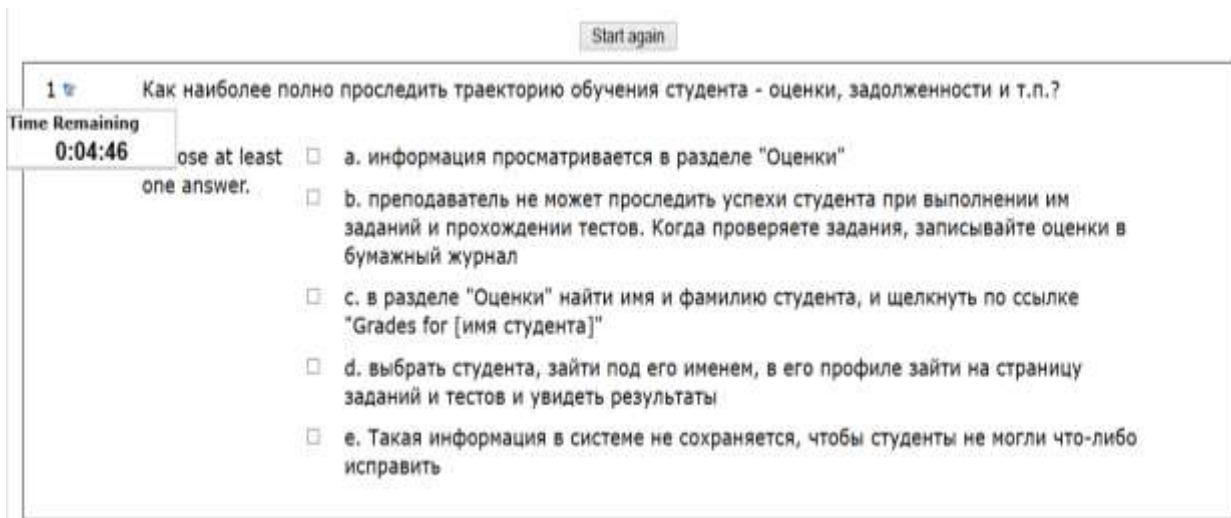 Start again
1
Как наиболее полно проследить траекторию обучения студента - оценки, задолженности и т.п.?
Time Remaining
0:04:46
ose at least
one answer.
a. информация просматривается в разделе "Оценки"
b. преподаватель не может проследить успехи студента при выполнении им
заданий и прохождении тестов. Когда проверяете задания, записывайте оценки в
бумажный журнал
c. в разделе "Оценки" найти имя и фамилию студента, и щелкнуть по ссылке
"Grades for [имя студента]"
d. выбрать студента, зайти под его именем, в его профиле зайти на страницу
заданий и тестов и увидеть результаты
e. Такая информация в системе не сохраняется, чтобы студенты не могли что-либо
исправить